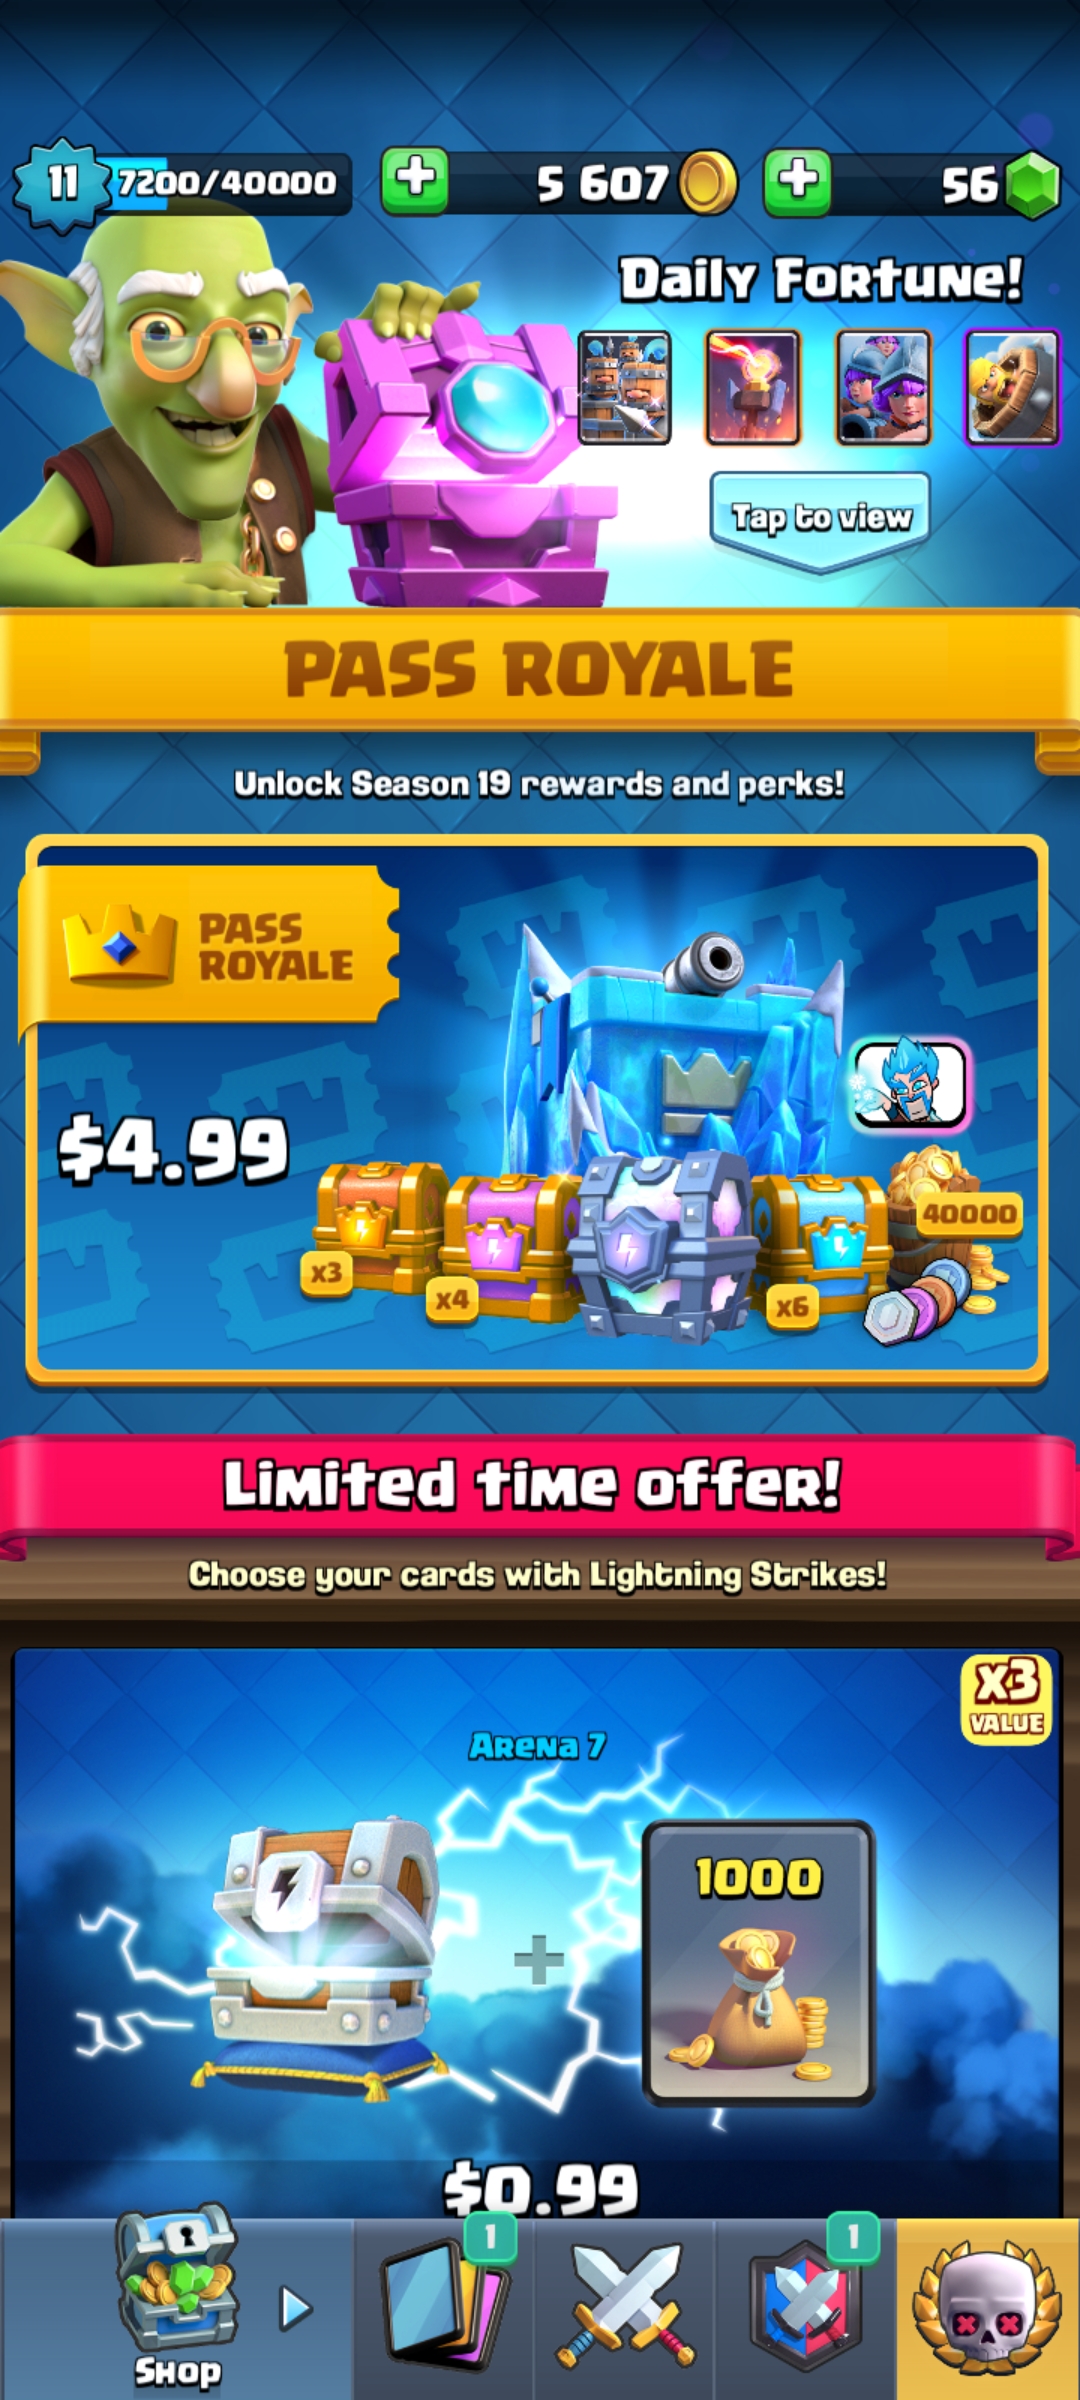 11
7200/40000
5 607
56
Daily Fortune!
Tap to view
PASS ROYALE
Unlock Season 19 rewards and perks!
PASS
ROYALE
$4.99
x3
x4
x6
40000
Limited time offer!
Choose your cards with Lightning Strikes!
X3
VALUE
Arena 7
1000
$0.99
1
1
Shop